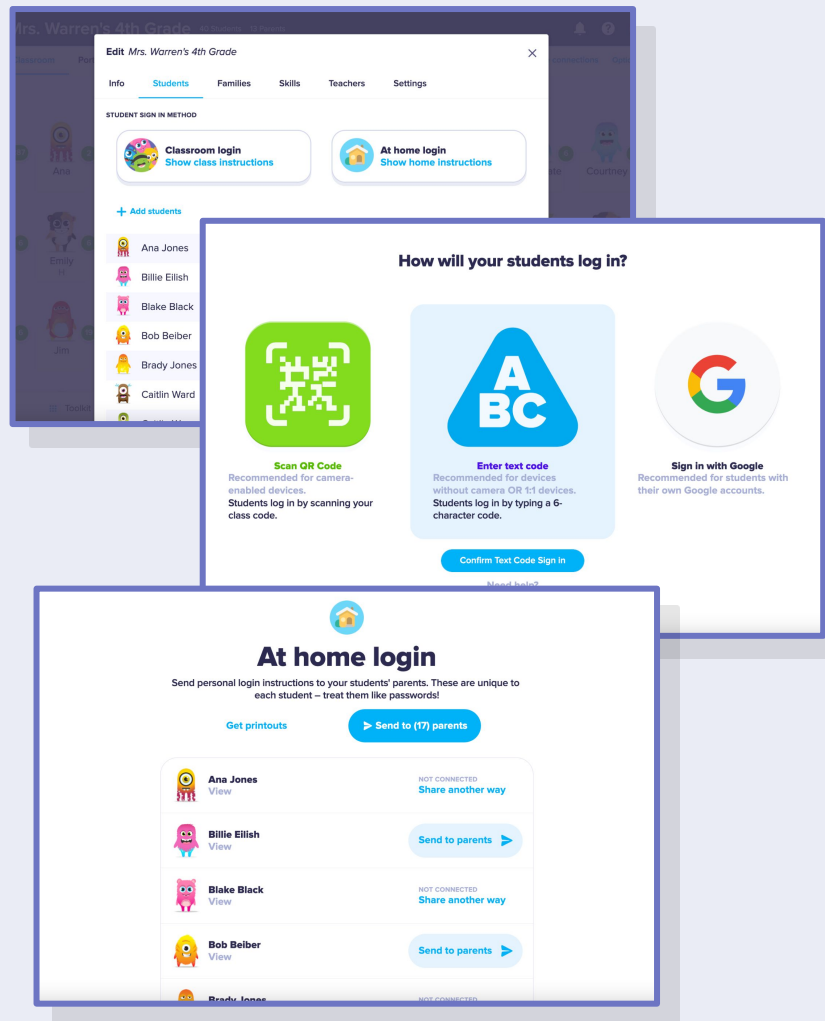 Mrs. Warren's 4th Grade 40 Students 13 Parents
Edit Mrs. Warren's 4th Grade
Info Students Families Skills Teachers Settings
STUDENT SIGN IN METHOD
Classroom login
Show class instructions
At home login
Show home instructions
+ Add students
Ana
Courtney
Emily
Jim
Toolkit
Ana Jones
Billie Eilish
Blake Black
Bob Beiber
Brady Jones
Caitlin Ward
How will your students log in?
A
BC
Scan QR Code
Recommended for camera-
enabled devices.
Students log in by scanning your
class code.
Enter text code
Recommended for devices
without camera OR 1:1 devices.
Students log in by typing a 6-
character code.
Sign in with Google
Recommended for students with
their own Google accounts.
Confirm Text Code Sign in
Need help?
At home login
Send personal login instructions to your students' parents. These are unique to
each student – treat them like passwords!
Get printouts
Send to (17) parents
Ana Jones
View
NOT CONNECTED
Share another way
Billie Eilish
View
Send to parents
Blake Black
View
NOT CONNECTED
Share another way
Bob Beiber
View
Send to parents
Brady Jones
NOT CONNECTED